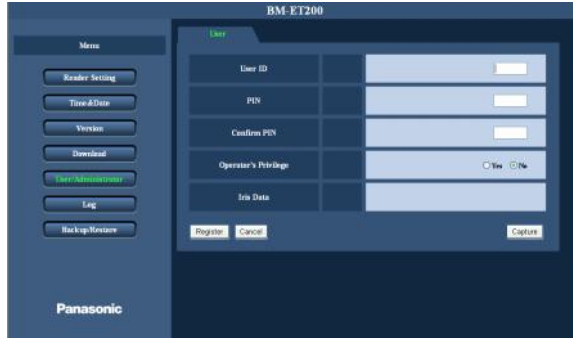 BM-ET200
Menu
User
Reader Setting
Time&Date
Version
Download
User/Administrator
Log
Backup/Restore
User ID
PIN
Confirm PIN
Operator's Privilege
Yes No
Iris Data
Register Cancel Capture
Panasonic